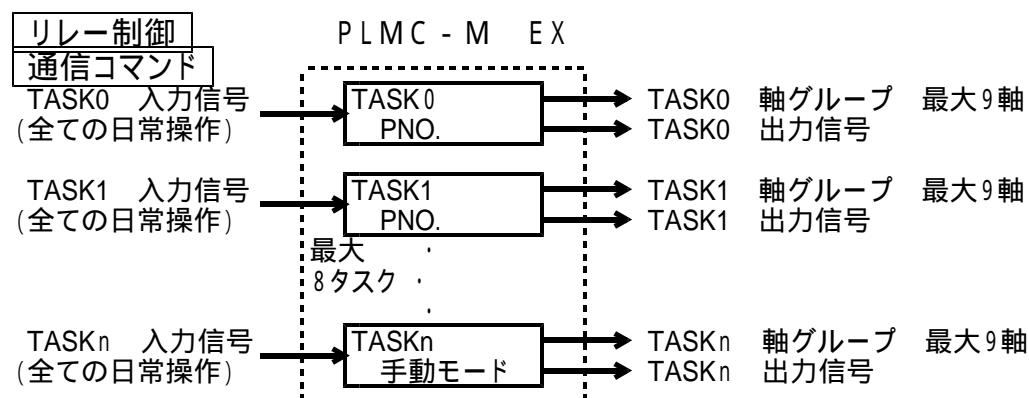 リレー制御
PLMC-M EX
通信コマンド
TASK0 入力信号
(全ての日常操作)
TASK0
PNO.
TASK0 軸グループ 最大9軸
TASK0 出力信号
TASK1 入力信号
(全ての日常操作)
TASK1
PNO.
TASK1 軸グループ 最大9軸
TASK1 出力信号
最大
8タスク
TASKn 入力信号
(全ての日常操作)
TASKn
手動モード
TASKn 軸グループ 最大9軸
TASKn 出力信号